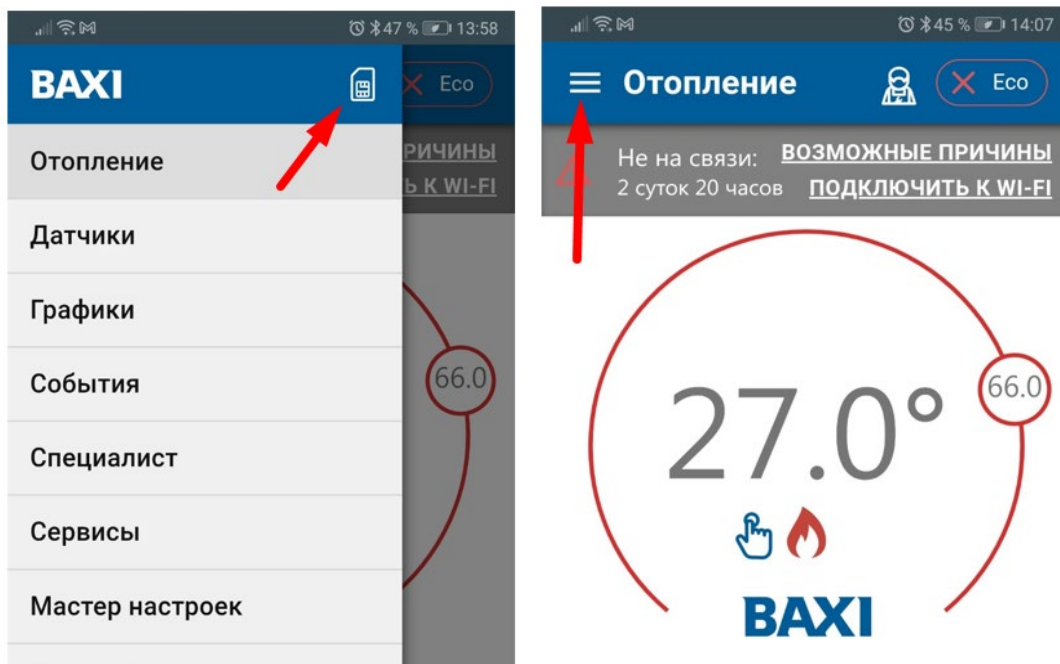 47 % 13:58
BAXI
Eco
РИЧИНЫ
Ь К WI-FI
Отопление
Датчики
Графики
События
Специалист
Сервисы
Мастер настроек
66.0
45 % 14:07
Отопление
Eco
Не на связи: ВОЗМОЖНЫЕ ПРИЧИНЫ
2 суток 20 часов ПОДКЛЮЧИТЬ К WI-FI
66.0
27.0°
BAXI